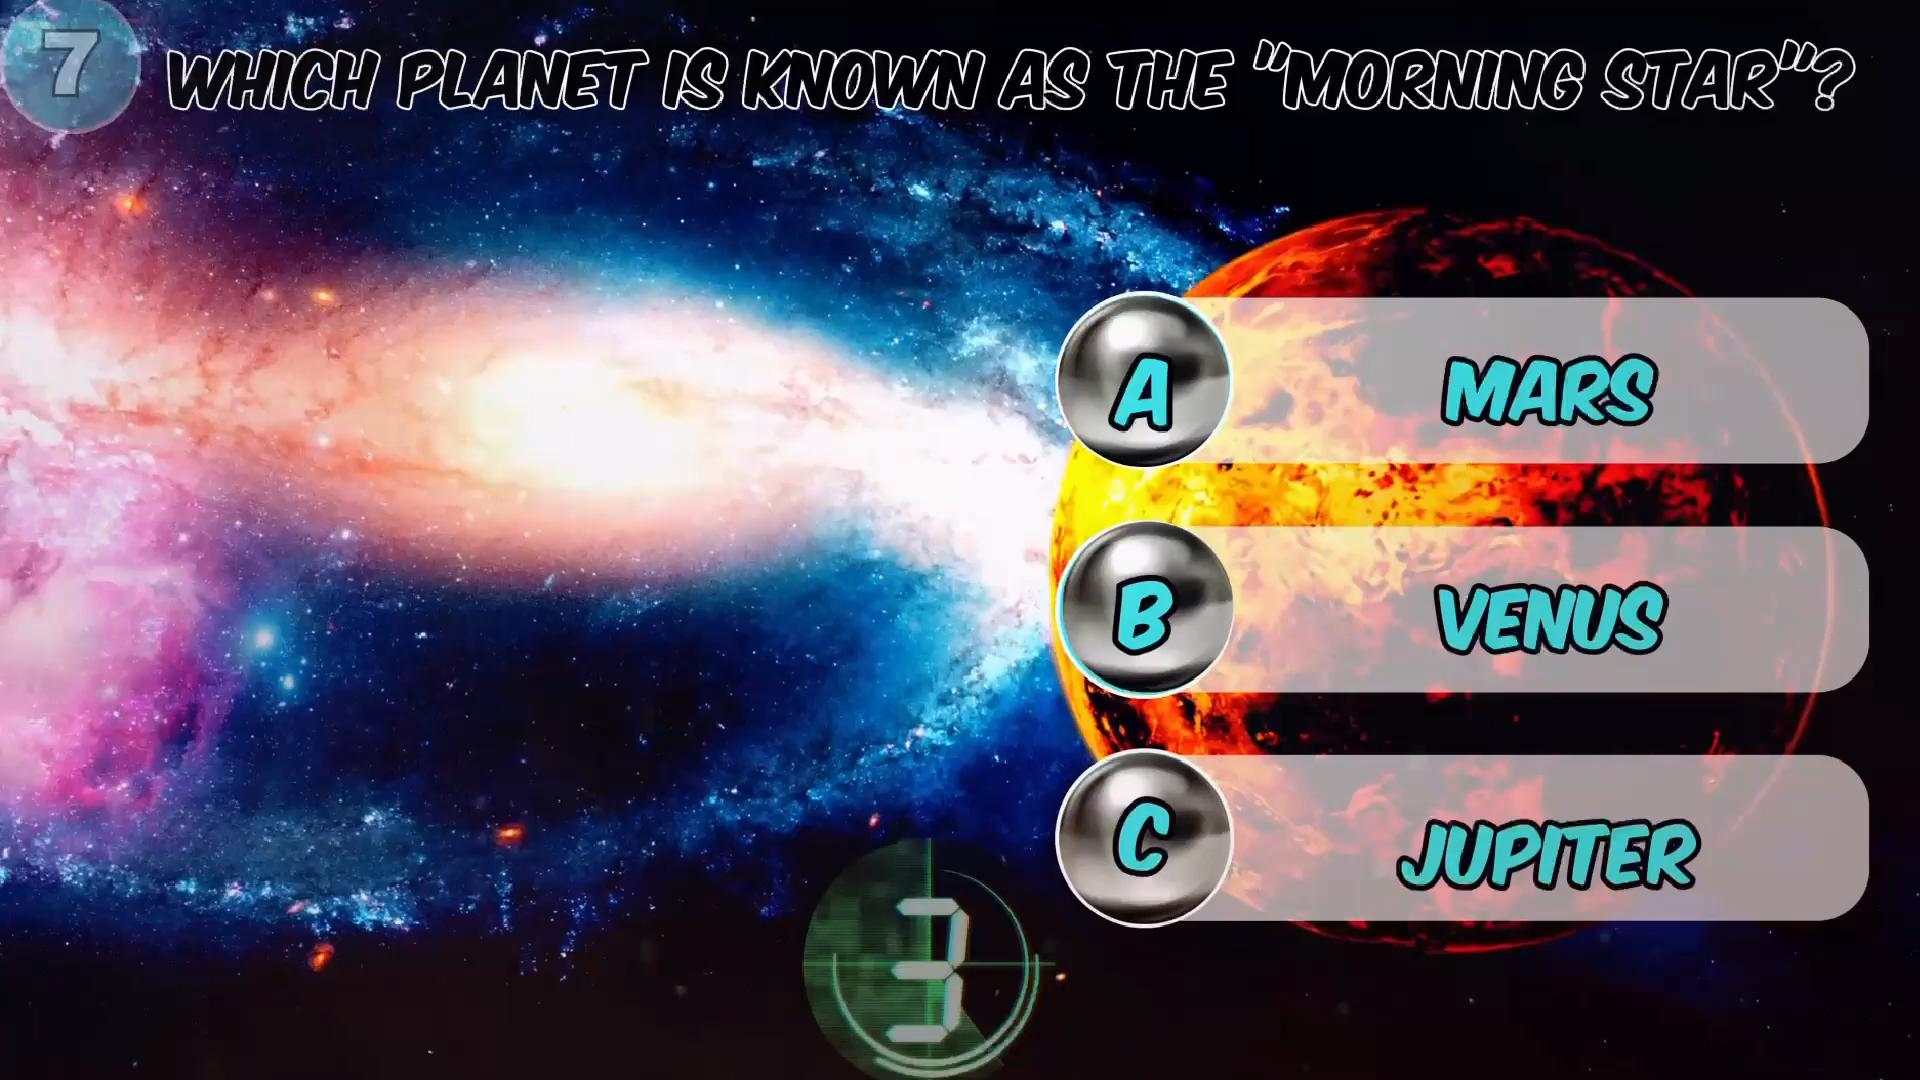 7
WHICH PLANET IS KNOWN AS THE "MORNING STAR"?
A MARS
B VENUS
C JUPITER
3